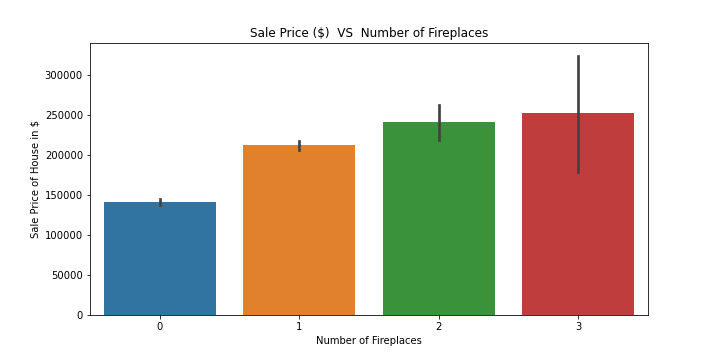 Sale Price ($)  VS  Number of Fireplaces
300000
250000
200000
150000
100000
50000
0
Sale Price of House in $
0 1 2 3
Number of Fireplaces